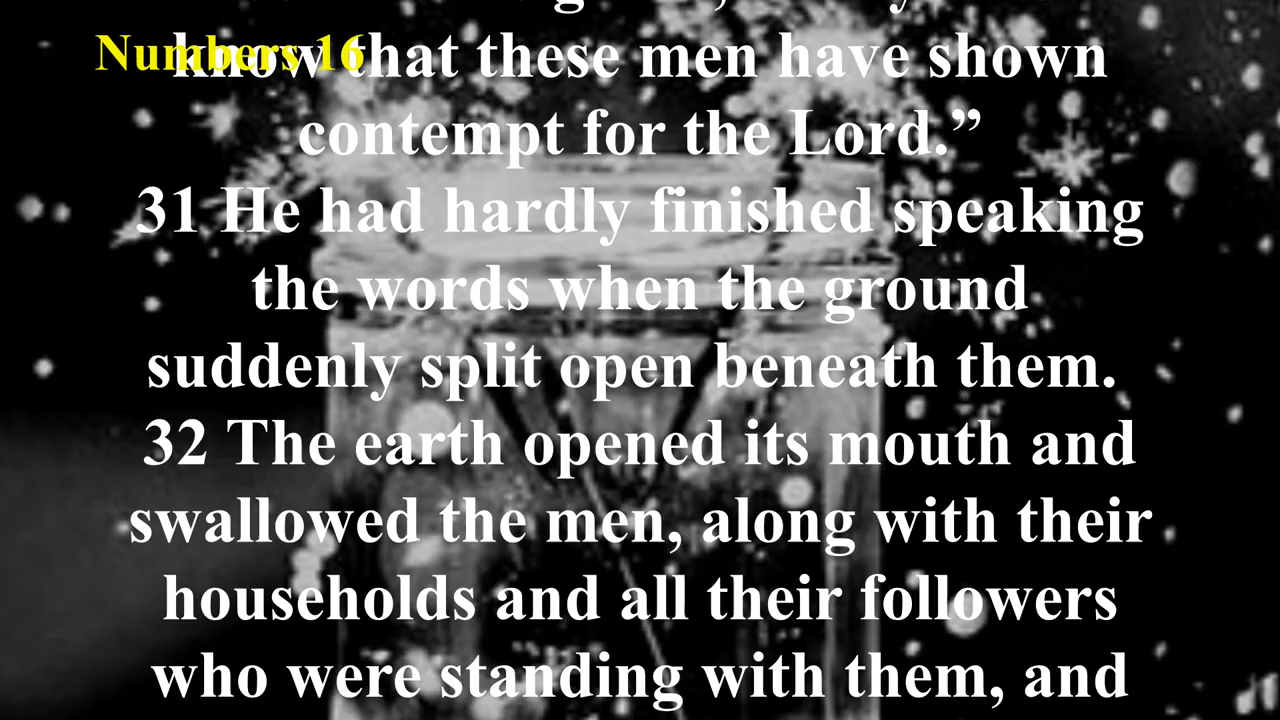 Numbers 16
know that these men have shown
contempt for the Lord.”
31 He had hardly finished speaking
the words when the ground
suddenly split open beneath them.
32 The earth opened its mouth and
swallowed the men, along with their
households and all their followers
who were standing with them, and